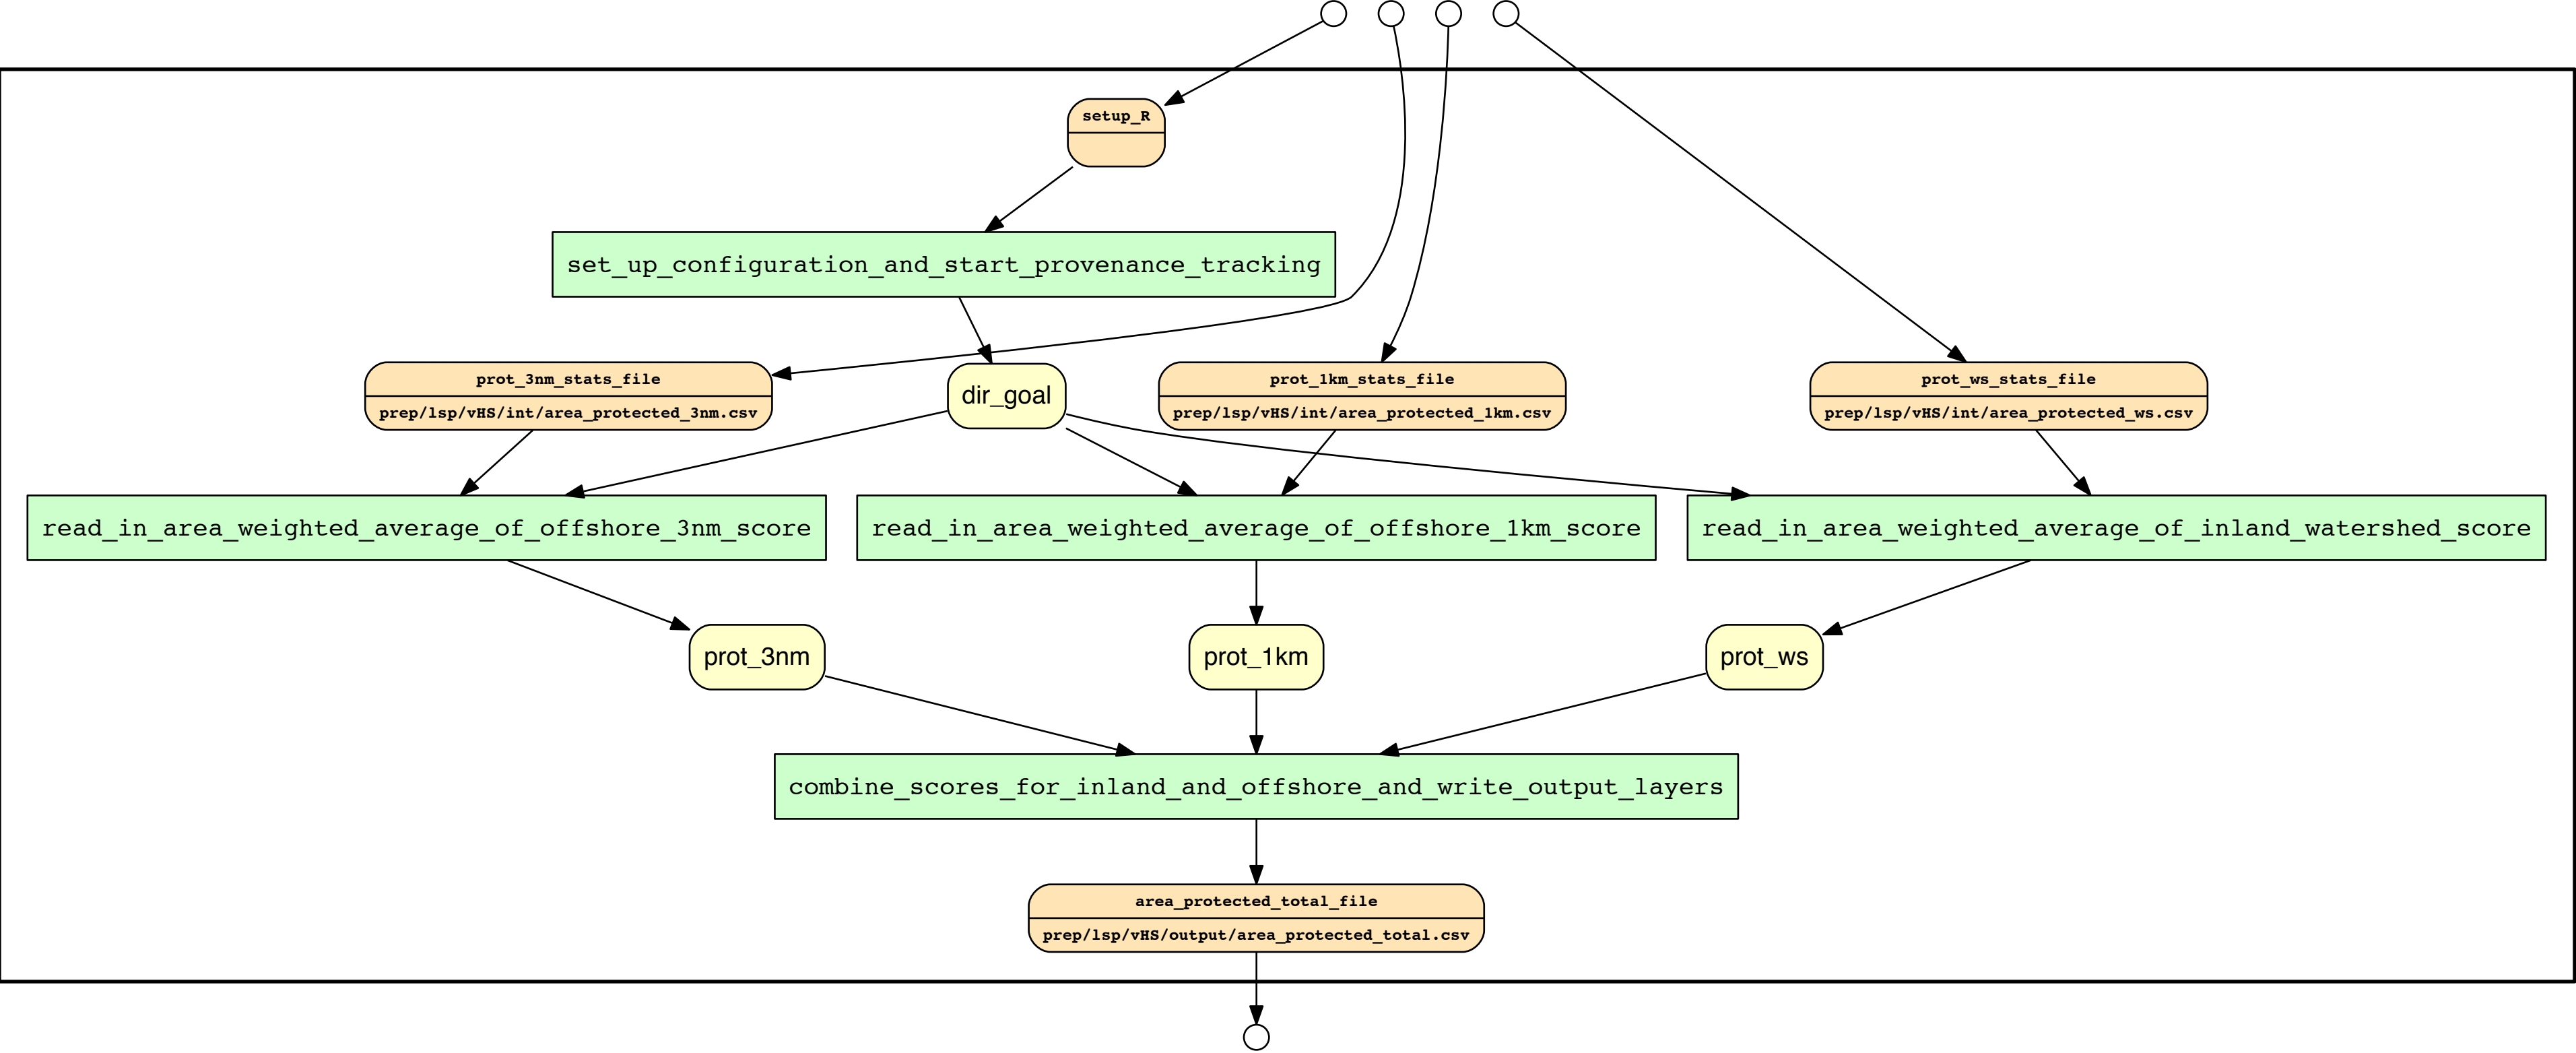 setup_R
set_up_configuration_and_start_provenance_tracking
prot_3nm_stats_file
prep/lsp/vHS/int/area_protected_3nm.csv
dir_goal
prot_1km_stats_file
prep/lsp/vHS/int/area_protected_1km.csv
prot_ws_stats_file
prep/lsp/vHS/int/area_protected_ws.csv
read_in_area_weighted_average_of_offshore_3nm_score
read_in_area_weighted_average_of_offshore_1km_score
read_in_area_weighted_average_of_inland_watershed_score
prot_3nm
prot_1km
prot_ws
combine_scores_for_inland_and_offshore_and_write_output_layers
area_protected_total_file
prep/lsp/vHS/output/area_protected_total.csv